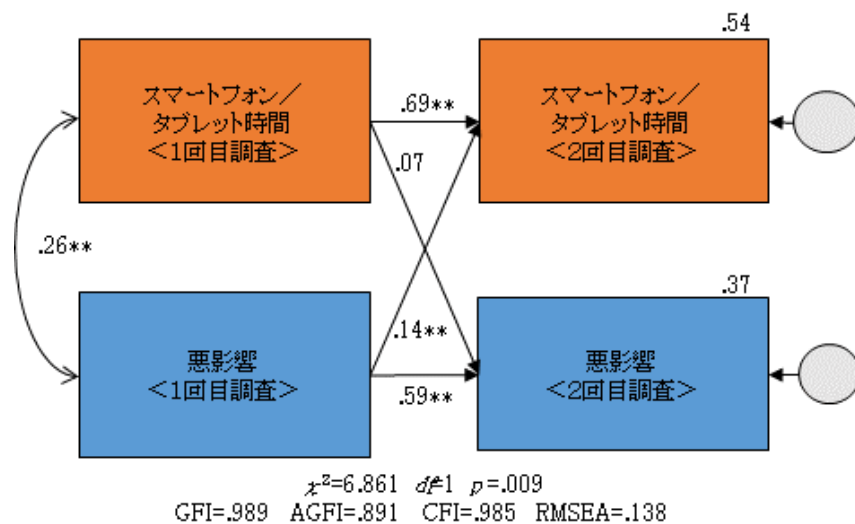 .54
スマートフォン/
タブレット時間
<1回目調査>
.69**
スマートフォン/
タブレット時間
<2回目調査>
.07
.26**
.37
.14**
悪影響
<1回目調査>
.59**
悪影響
<2回目調査>
χ²=6.861 df=1 p=.009
GFI=.989 AGFI=.891 CFI=.985 RMSEA=.138